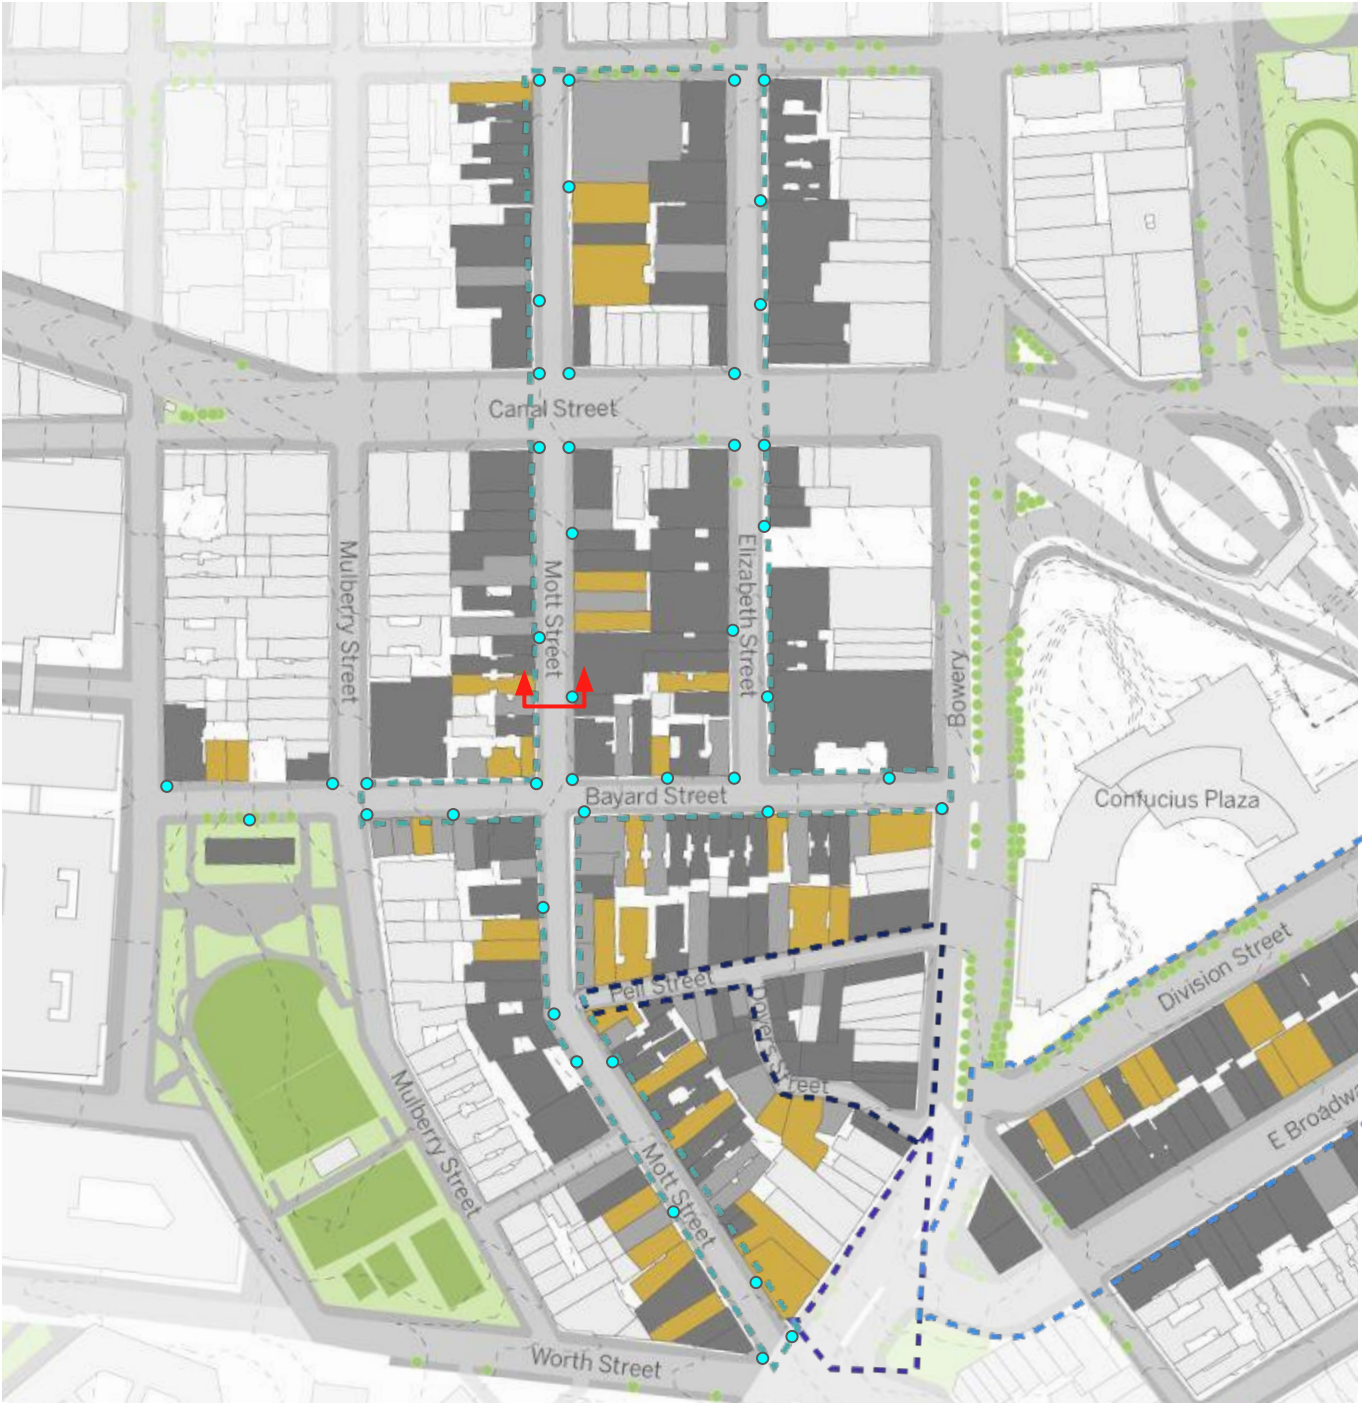 Canal Street
Mulberry Street
Mott Street
Elizabeth Street
Bowery
Bayard Street
Confucius Plaza
Division Street
Pell Street
Doyers Street
E Broadwa
Mulberry Street
Mott Street
Worth Street